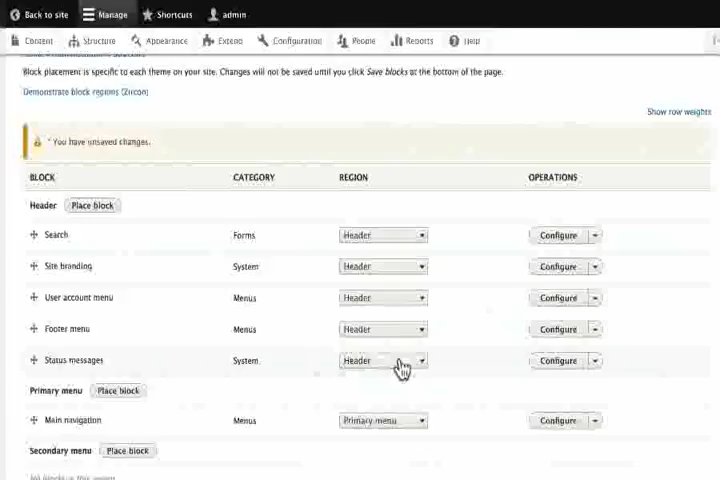 Back to site Manage Shortcuts admin
Content Structure Appearance Extend Configuration People Reports Help
Block placement is specific to each theme on your site. Changes will not be saved until you click Save blocks at the bottom of the page.
Demonstrate block regions (Zircon)
Show row weights
* You have unsaved changes.
BLOCK CATEGORY REGION OPERATIONS
Header Place block
Search Forms Header Configure
Site branding System Header Configure
User account menu Menus Header Configure
Footer menu Menus Header Configure
Status messages System Header Configure
Primary menu Place block
Main navigation Menus Primary menu Configure
Secondary menu Place block
No blocks in this region